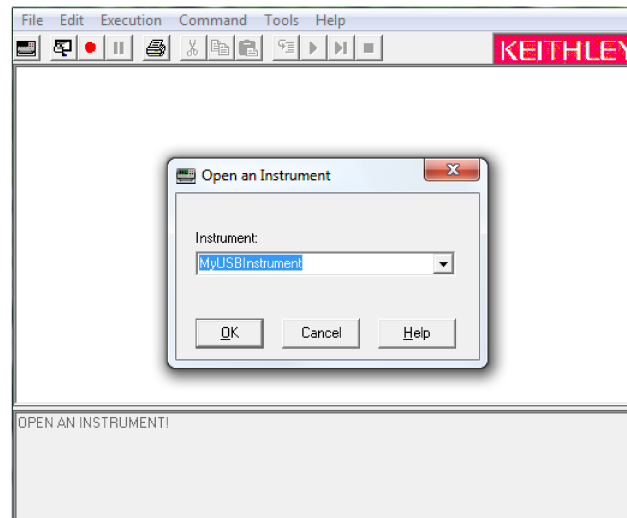 File Edit Execution Command Tools Help
KEITHLEY
Open an Instrument
Instrument:
MyUSBInstrument
OK Cancel Help
OPEN AN INSTRUMENT!